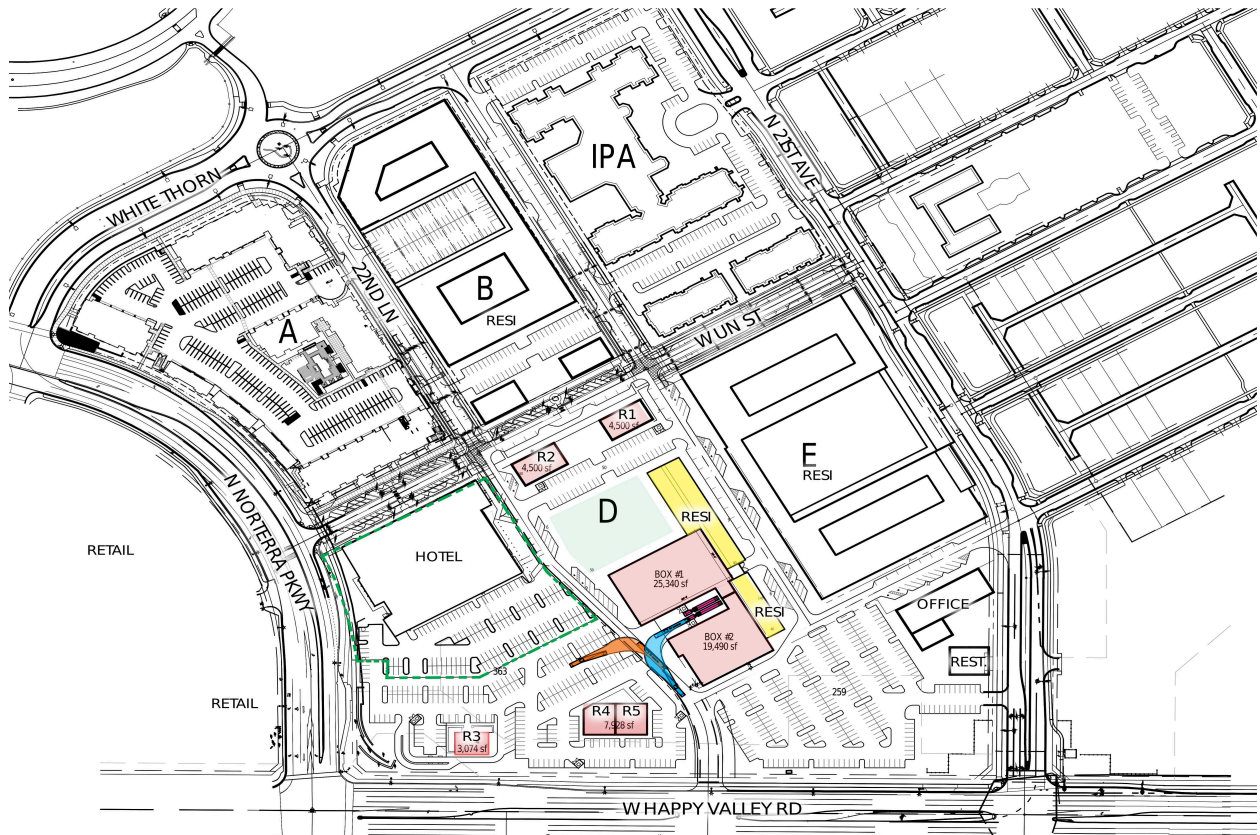 IPA
N 21ST AVE
WHITE THORN
22ND LN
B
RESI
A
W UN ST
R1
4,500 sf
R2
4,500 sf
E
RESI
D
RESI
N NORTERRA PKWY
RETAIL
HOTEL
BOX #1
25,340 sf
RESI
BOX #2
19,490 sf
OFFICE
REST.
363
259
RETAIL
R4
R5
7,928 sf
R3
3,074 sf
W HAPPY VALLEY RD